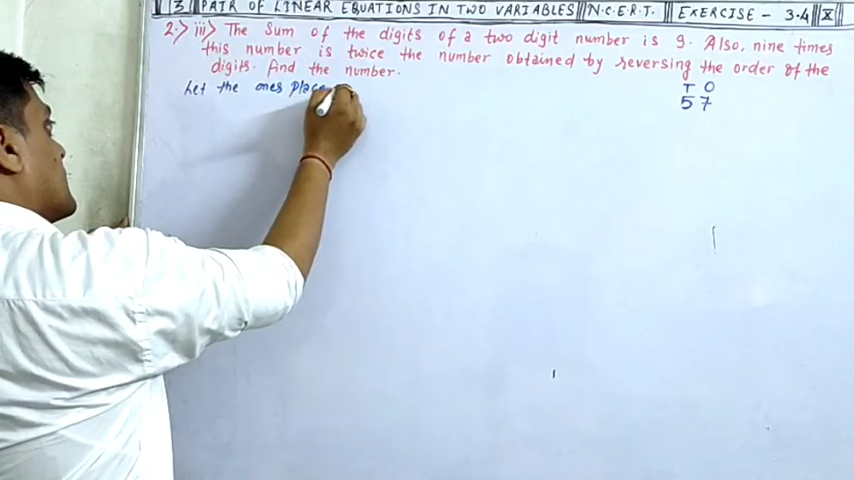 3 PAIR OF LINEAR EQUATIONS IN TWO VARIABLES N.C.E.R.T. EXERCISE - 3.4 X
2.> iii> The Sum of the digits of a two digit number is 9. Also, nine times
this number is twice the number obtained by reversing the order of the
digits. find the number.
Let the ones place
T O
5 7